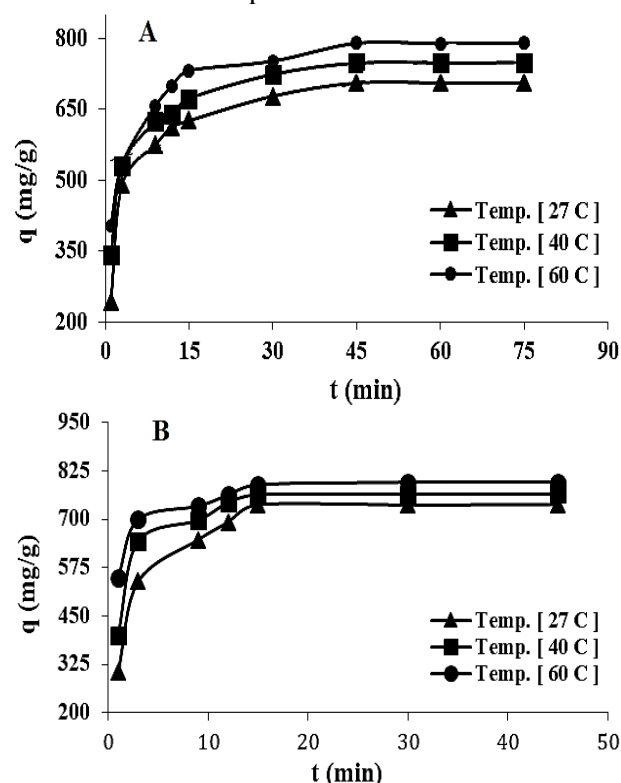 A
800
650
500
350
200
q (mg/g)
Temp. [ 27 C ]
Temp. [ 40 C ]
Temp. [ 60 C ]
0 15 30 45 60 75 90
t (min)
B
950
825
700
575
450
325
200
q (mg/g)
Temp. [ 27 C ]
Temp. [ 40 C ]
Temp. [ 60 C ]
0 10 20 30 40 50
t (min)